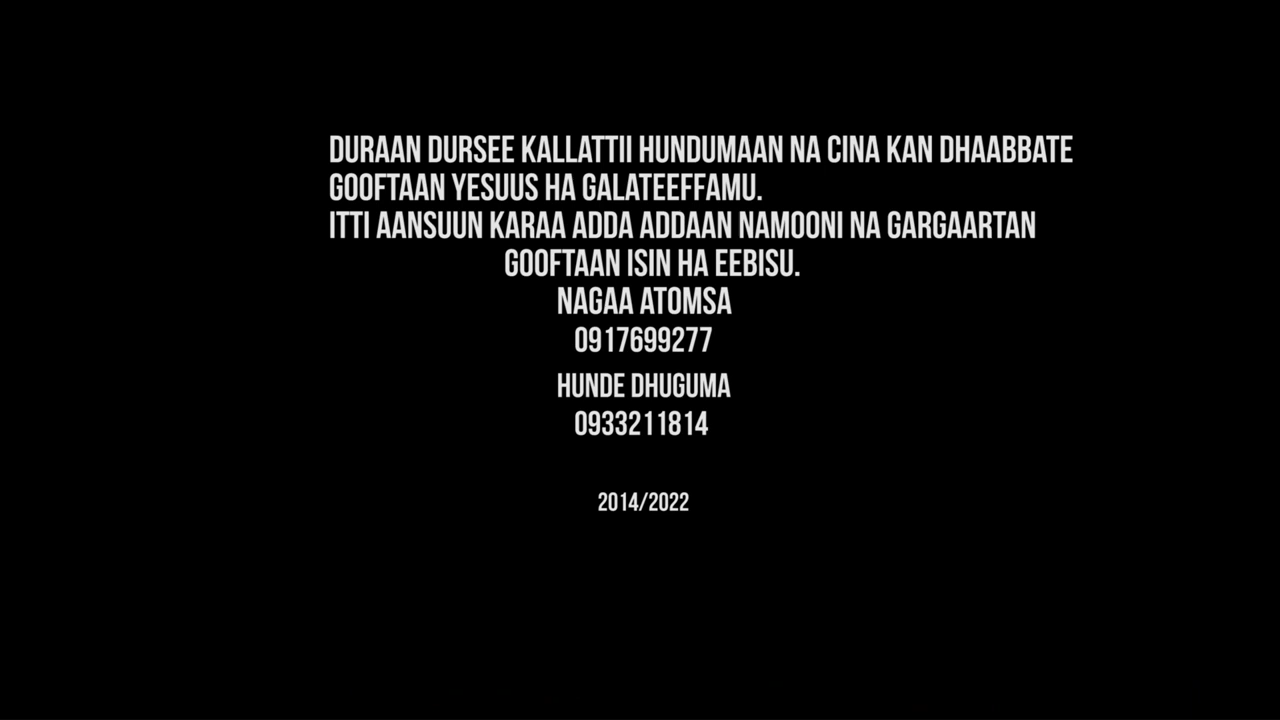 DURAAN DURSEE KALLATTII HUNDUMAAN NA CINA KAN DHAABBATE
GOOFTAAN YESUUS HA GALATEEFFAMU.
ITTI AANSUUN KARAA ADDA ADDAAN NAMOONI NA GARGAARTAN
GOOFTAAN ISIN HA EEBISU.
NAGAA ATOMSA
0917699277
HUNDE DHUGUMA
0933211814
2014/2022